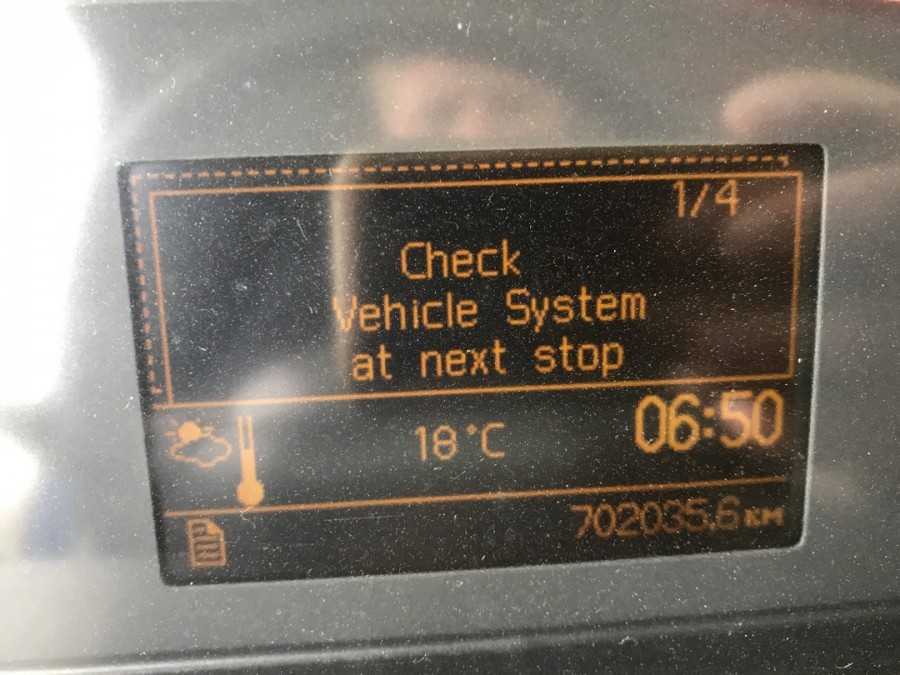 1/4
Check
Vehicle System
at next stop
18°C
06:50
702035.6 KM